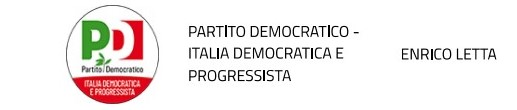 PD
Partito Democratico
ITALIA DEMOCRATICA
E PROGRESSISTA
PARTITO DEMOCRATICO -
ITALIA DEMOCRATICA E
PROGRESSISTA
ENRICO LETTA